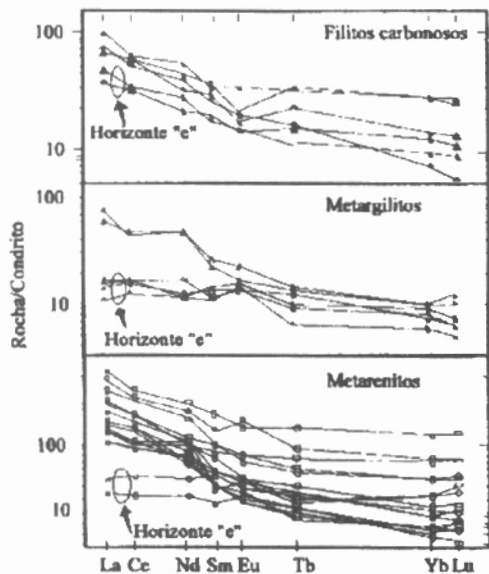 100
Filitos carbonosos
Horizonte "e"
10
100
Metargilitos
10
Horizonte "e"
Rocha/Condrito
Metarenitos
100
10
Horizonte "e"
La Ce Nd Sm Eu Tb Yb Lu